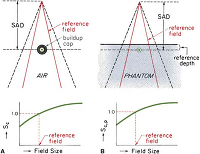 SAD
reference
field
buildup
cap
AIR
SAD
reference
field
reference
depth
PHANTOM
1.0
Sc
reference
field
A
Field Size
1.0
Sc,p
reference
field
B
Field Size